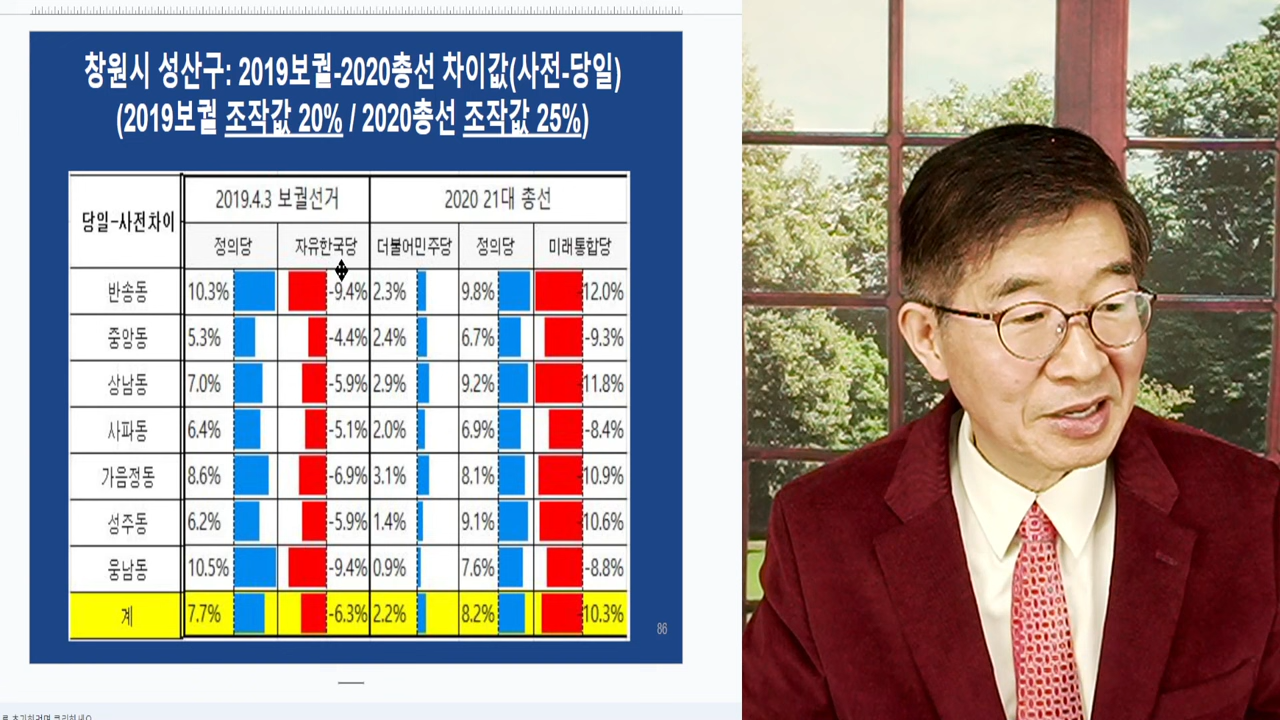 창원시 성산구: 2019보궐-2020총선 차이값(사전-당일)
(2019보궐 조작값 20% / 2020총선 조작값 25%)
당일-사전차이 2019.4.3 보궐선거 2020 21대 총선
정의당 자유한국당 더불어민주당 정의당 미래통합당
반송동 10.3% -9.4% 2.3% 9.8% 12.0%
중앙동 5.3% -4.4% 2.4% 6.7% -9.3%
상남동 7.0% -5.9% 2.9% 9.2% 11.8%
사파동 6.4% -5.1% 2.0% 6.9% -8.4%
가음정동 8.6% -6.9% 3.1% 8.1% 10.9%
성주동 6.2% -5.9% 1.4% 9.1% 10.6%
웅남동 10.5% -9.4% 0.9% 7.6% -8.8%
계 7.7% -6.3% 2.2% 8.2% 10.3%
86